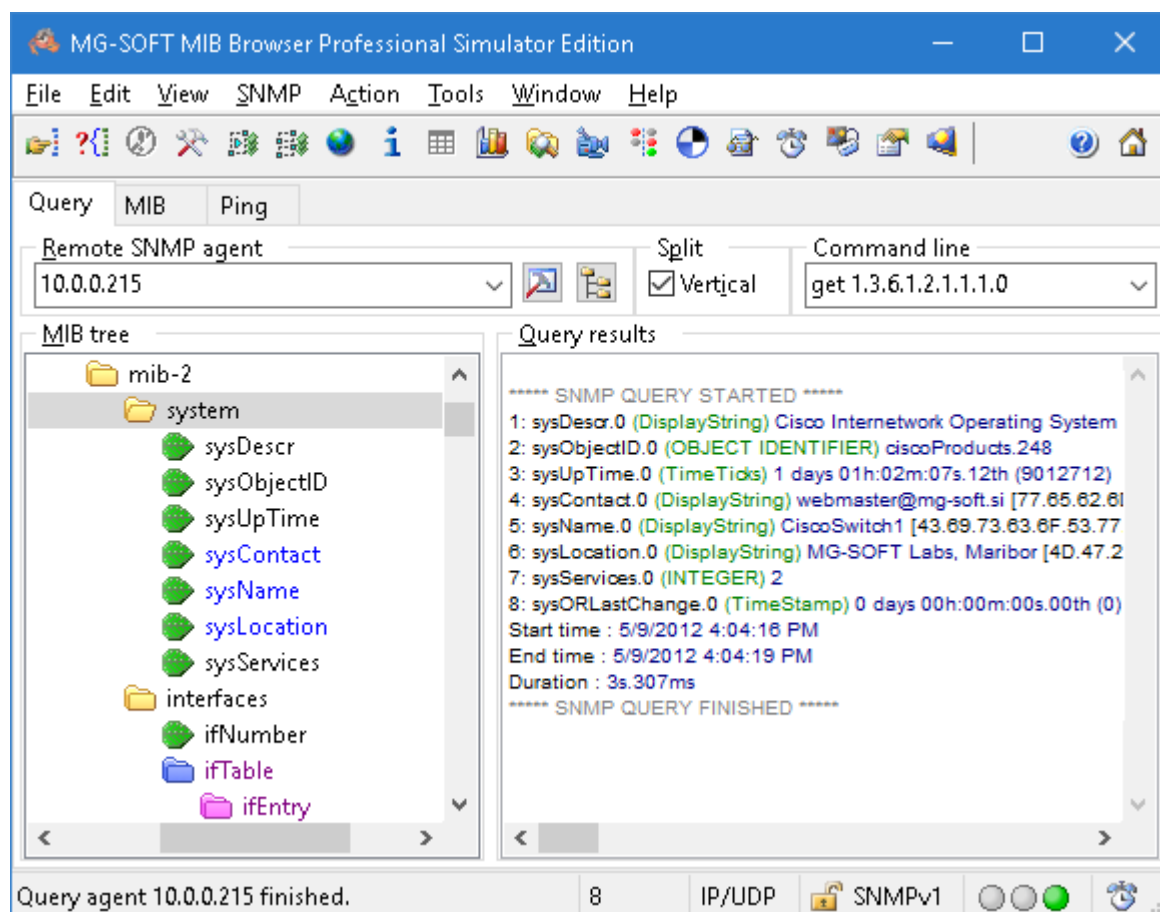 MG-SOFT MIB Browser Professional Simulator Edition
File Edit View SNMP Action Tools Window Help
Query MIB Ping
Remote SNMP agent
10.0.0.215
Split
Vertical
Command line
get 1.3.6.1.2.1.1.1.0
MIB tree
mib-2
system
sysDescr
sysObjectID
sysUpTime
sysContact
sysName
sysLocation
sysServices
interfaces
ifNumber
ifTable
ifEntry
Query results
***** SNMP QUERY STARTED *****
1: sysDescr.0 (DisplayString) Cisco Internetwork Operating System
2: sysObjectID.0 (OBJECT IDENTIFIER) ciscoProducts.248
3: sysUpTime.0 (TimeTicks) 1 days 01h:02m:07s.12th (9012712)
4: sysContact.0 (DisplayString) webmaster@mg-soft.si [77.65.62.6
5: sysName.0 (DisplayString) CiscoSwitch1 [43.69.73.63.6F.53.77
6: sysLocation.0 (DisplayString) MG-SOFT Labs, Maribor [4D.47.2
7: sysServices.0 (INTEGER) 2
8: sysORLastChange.0 (TimeStamp) 0 days 00h:00m:00s.00th (0)
Start time : 5/9/2012 4:04:16 PM
End time : 5/9/2012 4:04:19 PM
Duration : 3s.307ms
***** SNMP QUERY FINISHED *****
Query agent 10.0.0.215 finished.
8
IP/UDP
SNMPv1